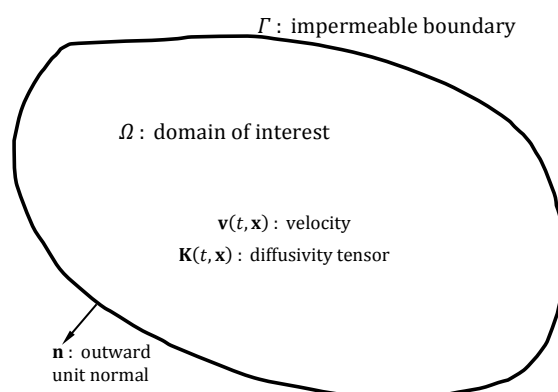 Γ : impermeable boundary
Ω : domain of interest
v(t, x) : velocity
K(t, x) : diffusivity tensor
n : outward
unit normal